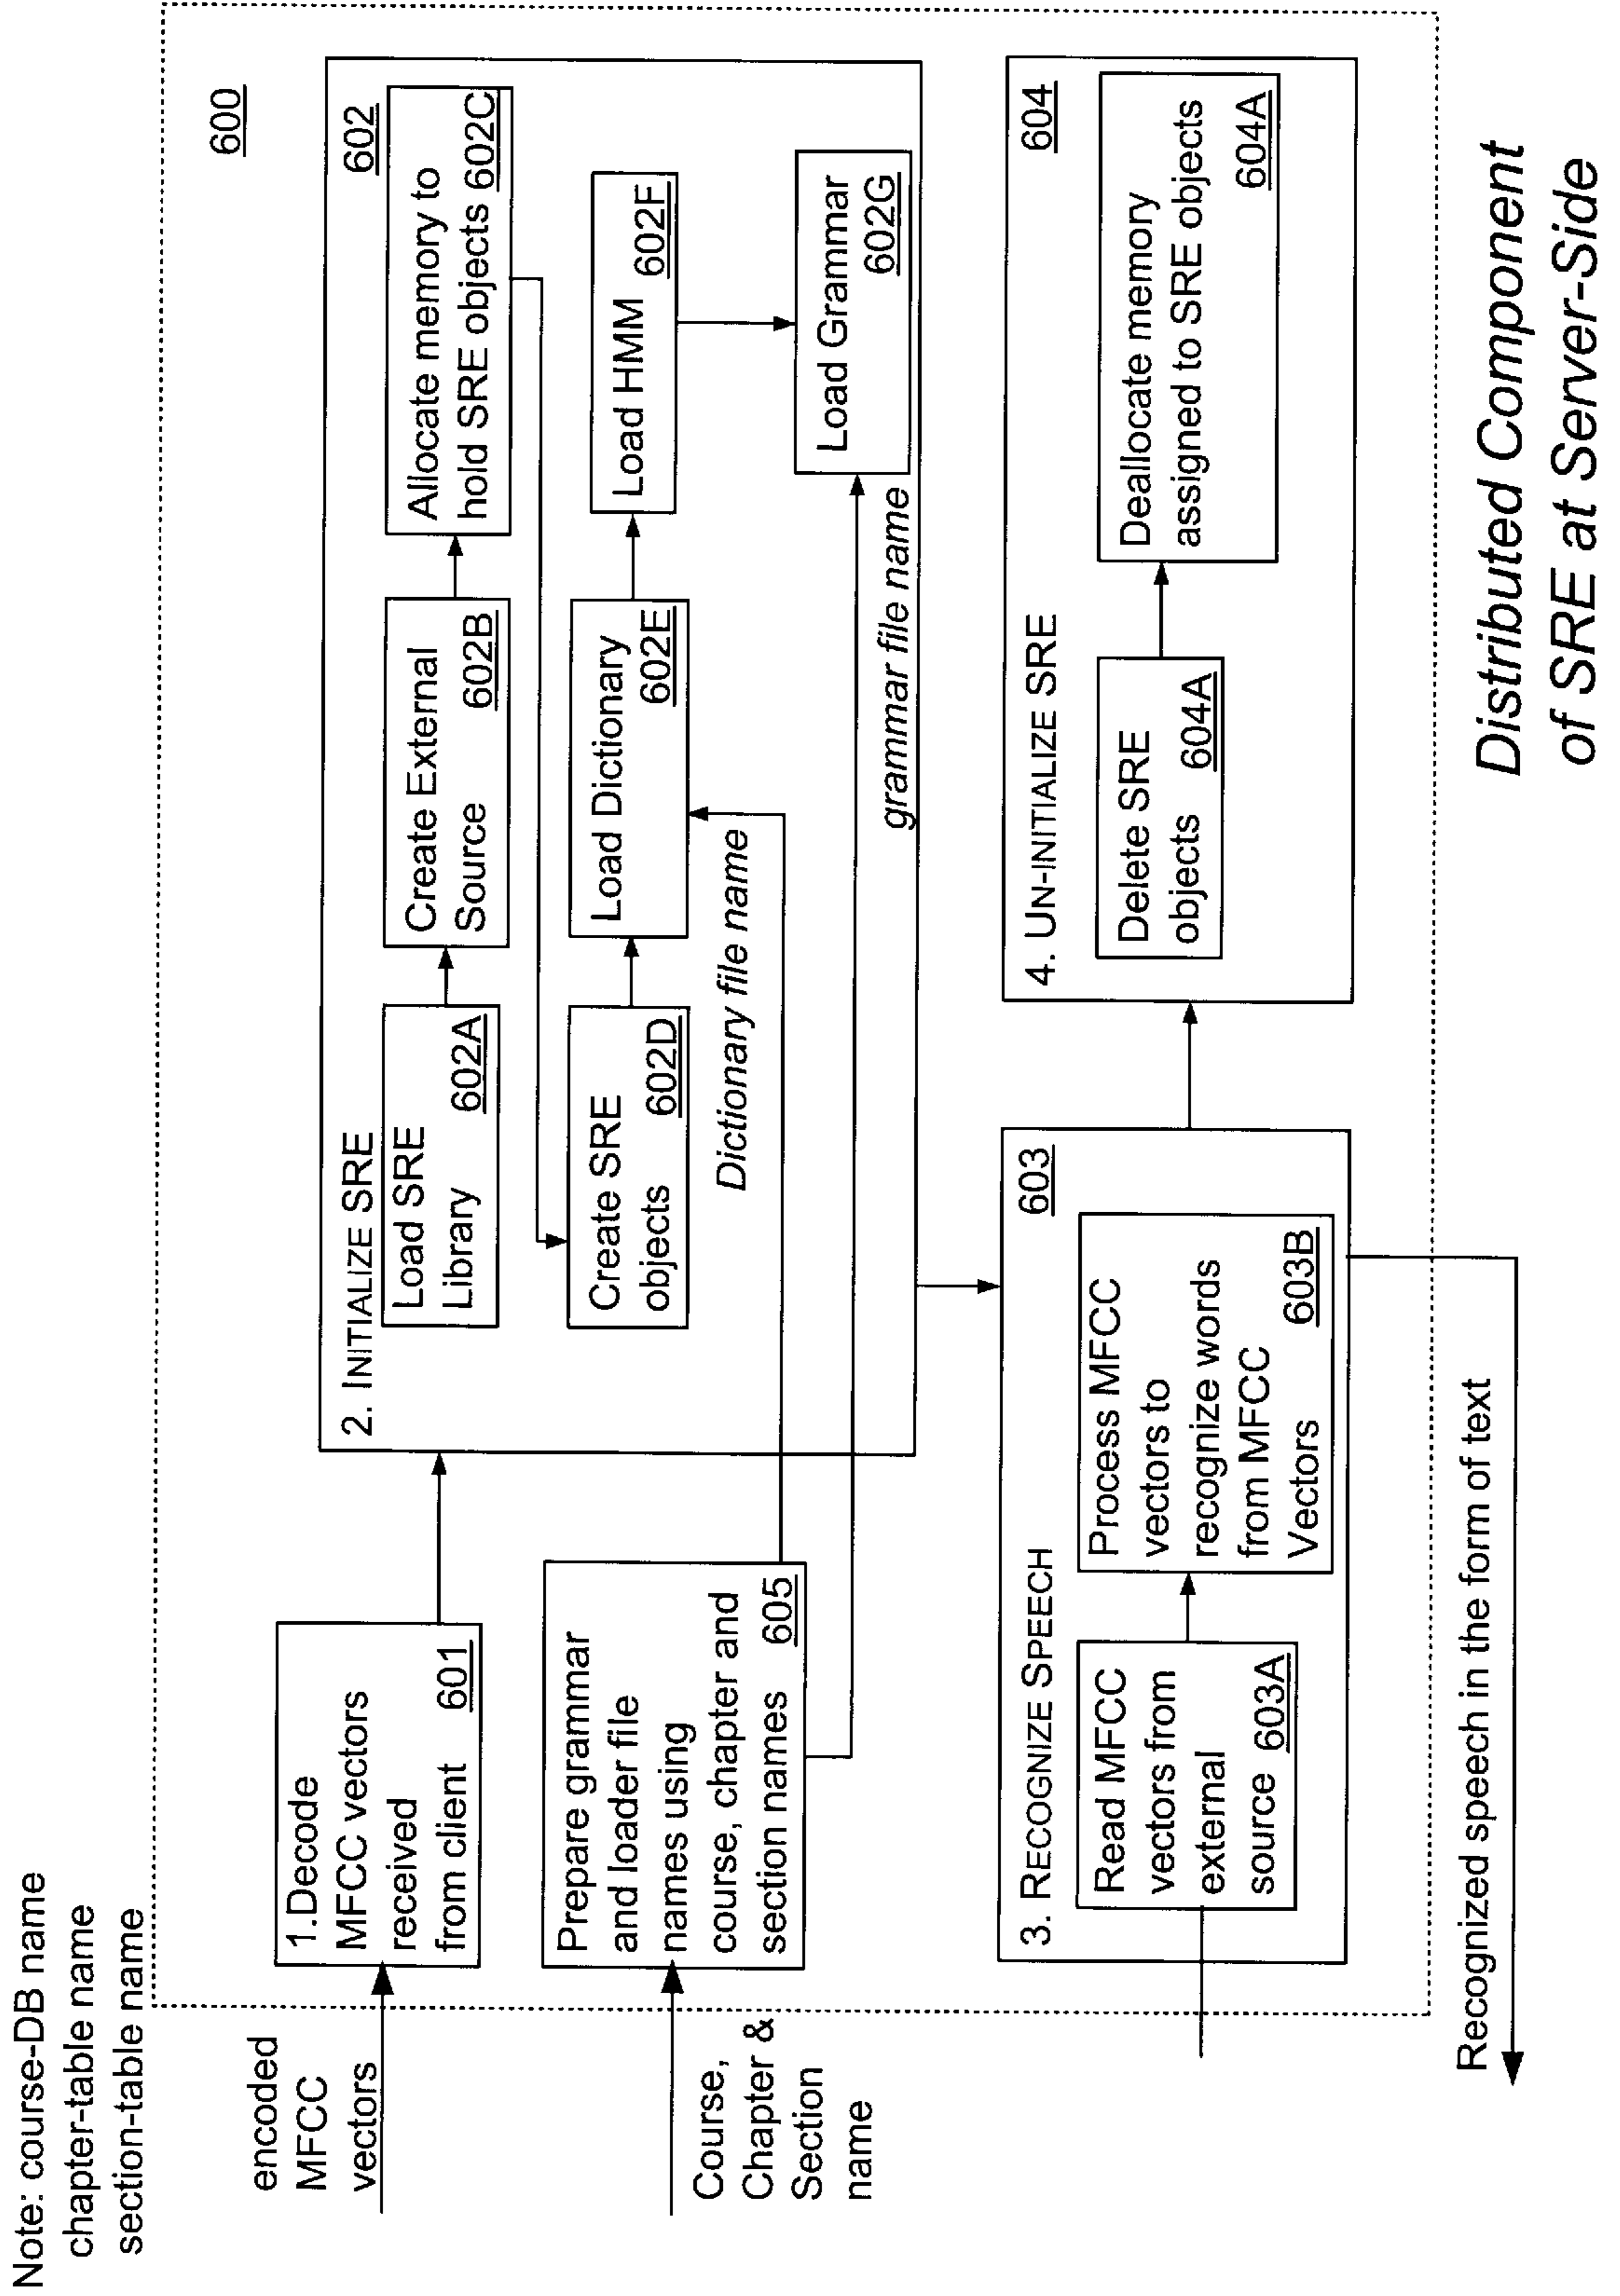 Note: course-DB name
chapter-table name
section-table name
600
encoded
MFCC
vectors
1.Decode
MFCC vectors
received
from client 601
2. INITIALIZE SRE
602
Load SRE
Library 602A
Create External
Source 602B
Allocate memory to
hold SRE objects 602C
Create SRE
objects 602D
Load Dictionary
602E
Load HMM
602F
Load Grammar
602G
Dictionary file name
grammar file name
Course,
Chapter &
Section
name
Prepare grammar
and loader file
names using
course, chapter and
section names 605
3. RECOGNIZE SPEECH
603
Read MFCC
vectors from
external
source 603A
Process MFCC
vectors to
recognize words
from MFCC
Vectors 603B
4. UN-INITIALIZE SRE
604
Delete SRE
objects 604A
Deallocate memory
assigned to SRE objects
604A
Recognized speech in the form of text
Distributed Component
of SRE at Server-Side